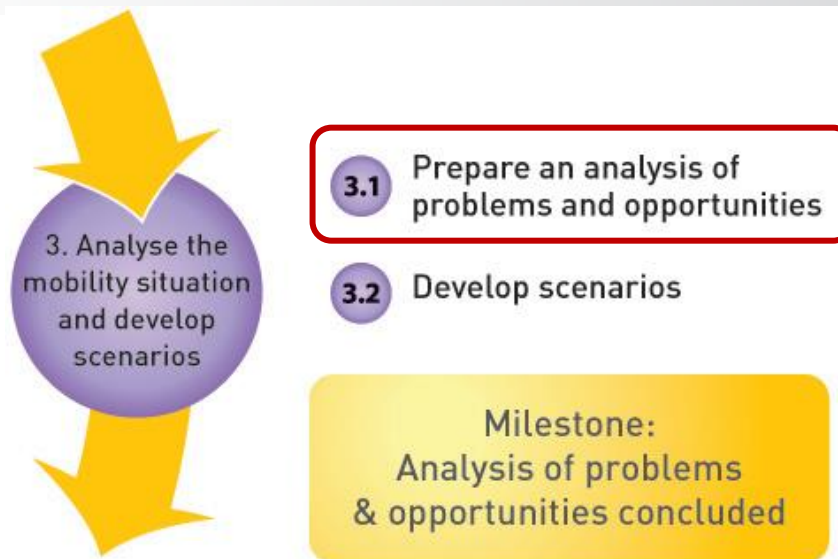 3. Analyse the
mobility situation
and develop
scenarios
3.1 Prepare an analysis of
problems and opportunities
3.2 Develop scenarios
Milestone:
Analysis of problems
& opportunities concluded